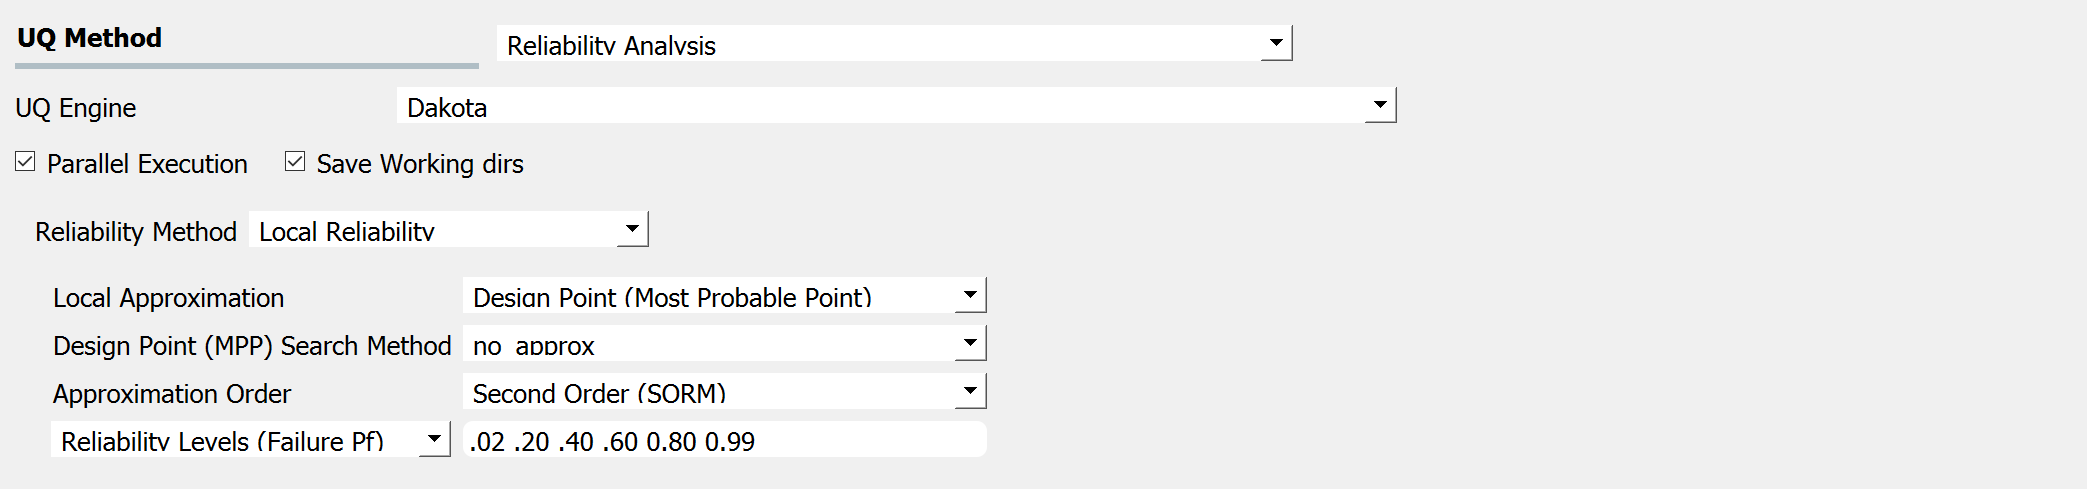 UQ Method Reliability Analysis
UQ Engine Dakota
Parallel Execution Save Working dirs
Reliability Method Local Reliability
Local Approximation Design Point (Most Probable Point)
Design Point (MPP) Search Method no_approx
Approximation Order Second Order (SORM)
Reliability Levels (Failure Pf) .02 .20 .40 .60 0.80 0.99